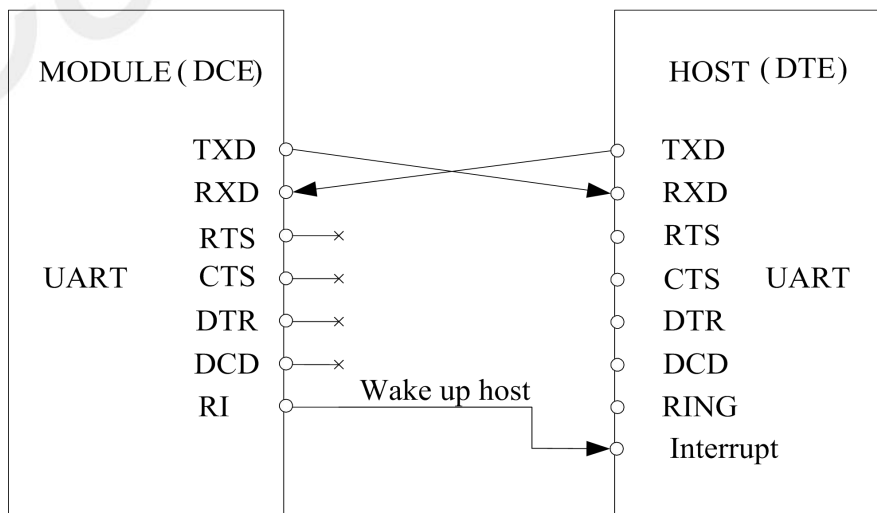 MODULE ( DCE)
TXD
RXD
RTS
CTS
UART
DTR
DCD
RI
Wake up host
HOST (DTE)
TXD
RXD
RTS
CTS
UART
DTR
DCD
RING
Interrupt